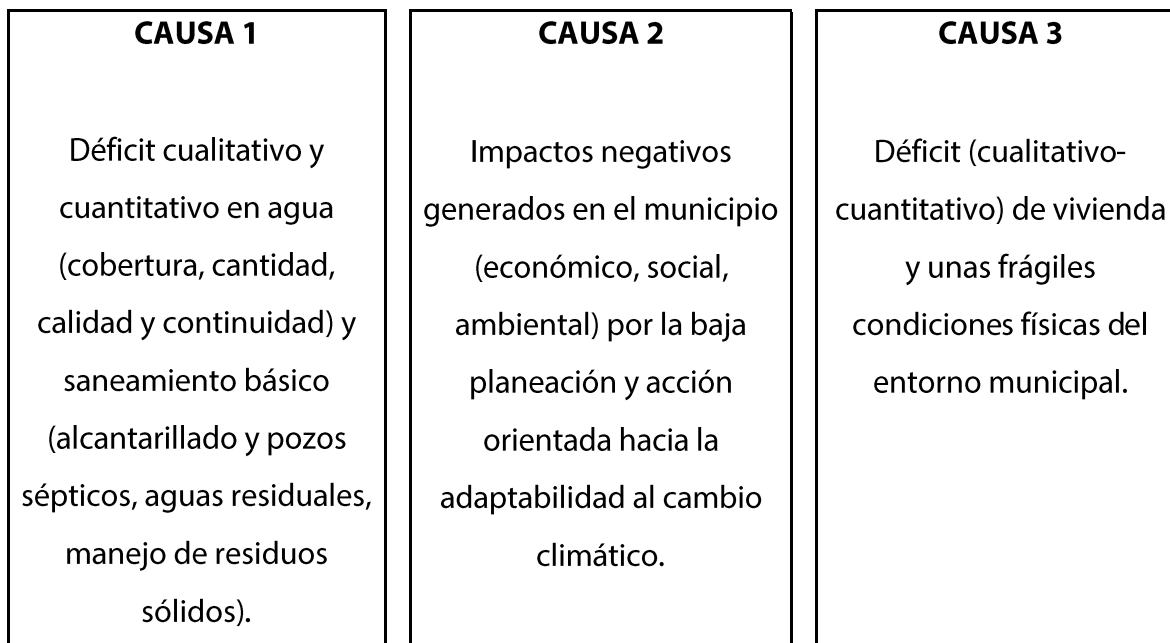 CAUSA 1
Déficit cualitativo y
cuantitativo en agua
(cobertura, cantidad,
calidad y continuidad) y
saneamiento básico
(alcantarillado y pozos
sépticos, aguas residuales,
manejo de residuos
sólidos).
CAUSA 2
Impactos negativos
generados en el municipio
(económico, social,
ambiental) por la baja
planeación y acción
orientada hacia la
adaptabilidad al cambio
climático.
CAUSA 3
Déficit (cualitativo-
cuantitativo) de vivienda
y unas frágiles
condiciones físicas del
entorno municipal.